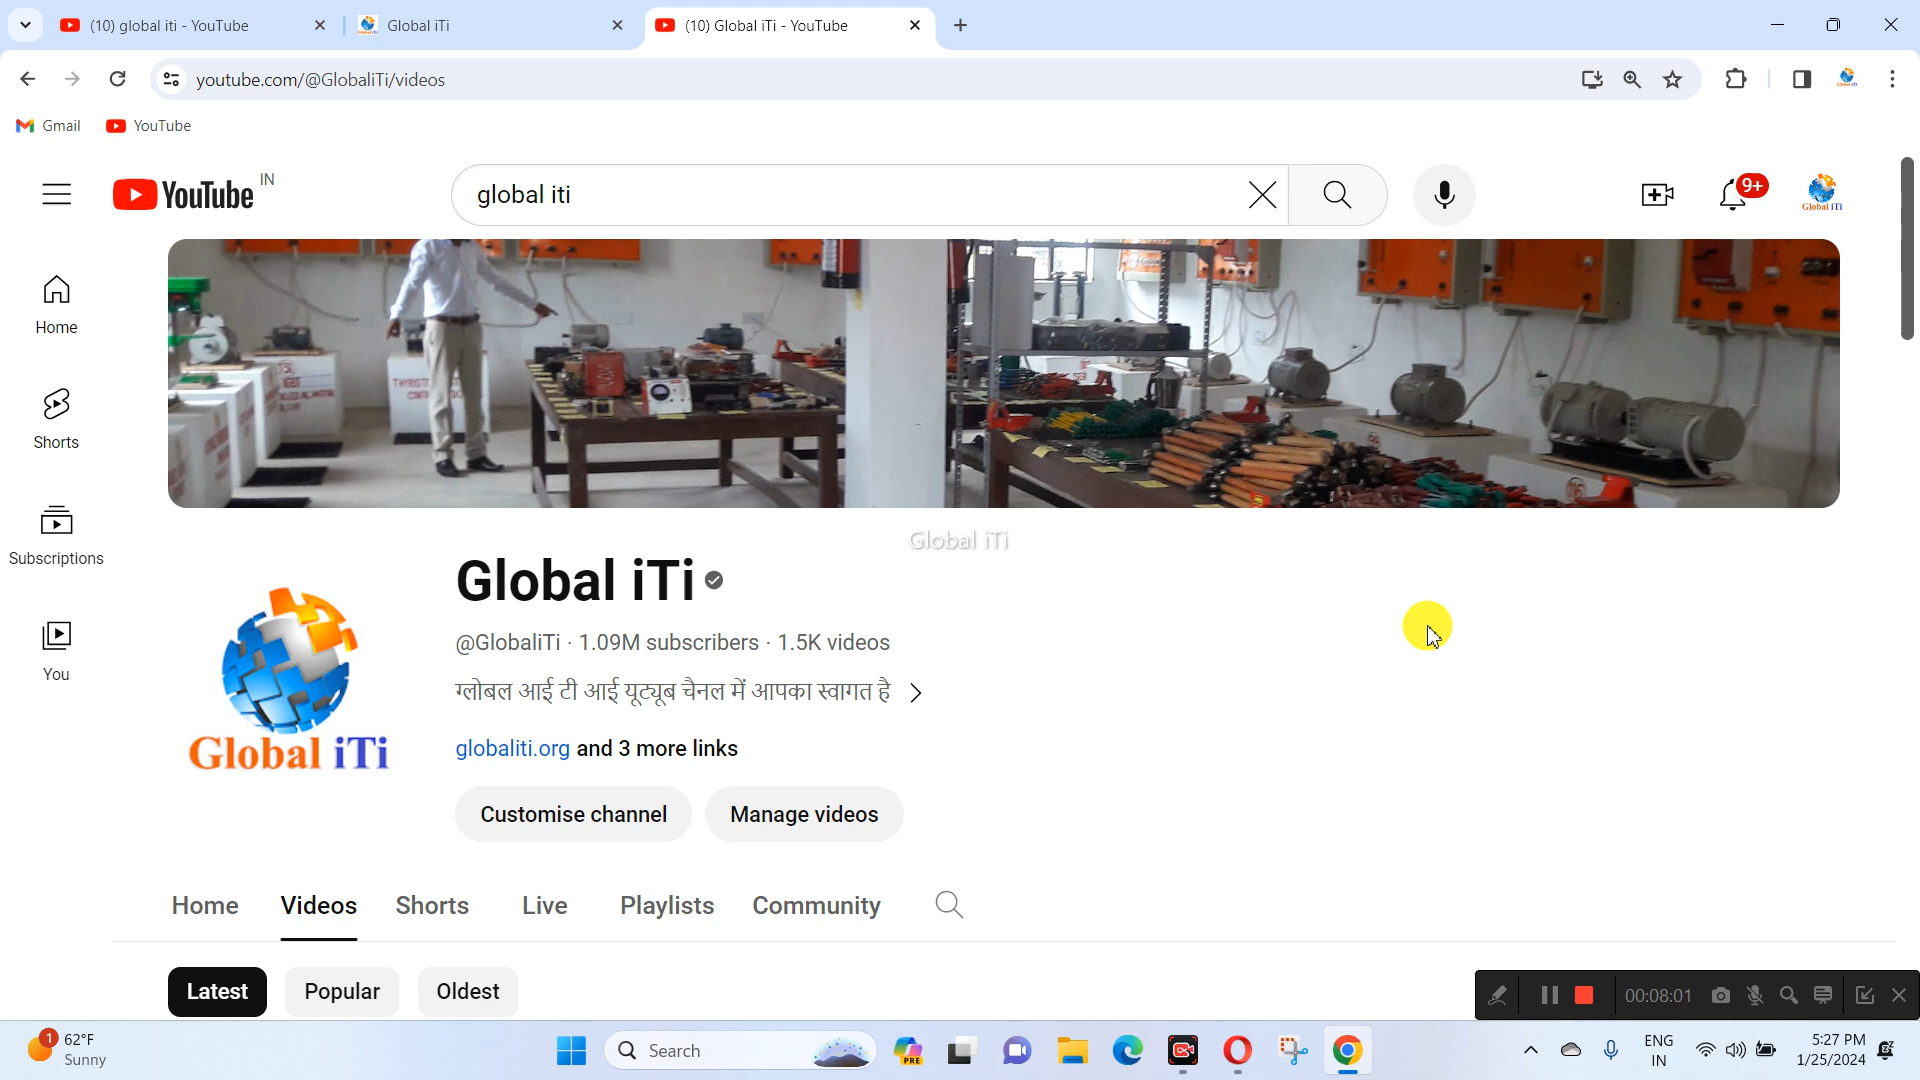 (10) global iti - YouTube
Global iTi
(10) Global iTi - YouTube
youtube.com/@GlobaliTi/videos
Gmail
YouTube
YouTube IN
global iti
9+
Global iTi
Home
Shorts
Subscriptions
You
Global iTi
Global iTi
@GlobaliTi · 1.09M subscribers · 1.5K videos
ग्लोबल आई टी आई यूट्यूब चैनल में आपका स्वागत है
globaliti.org and 3 more links
Global iTi
Customise channel
Manage videos
Home
Videos
Shorts
Live
Playlists
Community
Latest
Popular
Oldest
00:08:01
1
62°F
Sunny
Search
PRE
ENG
IN
5:27 PM
1/25/2024